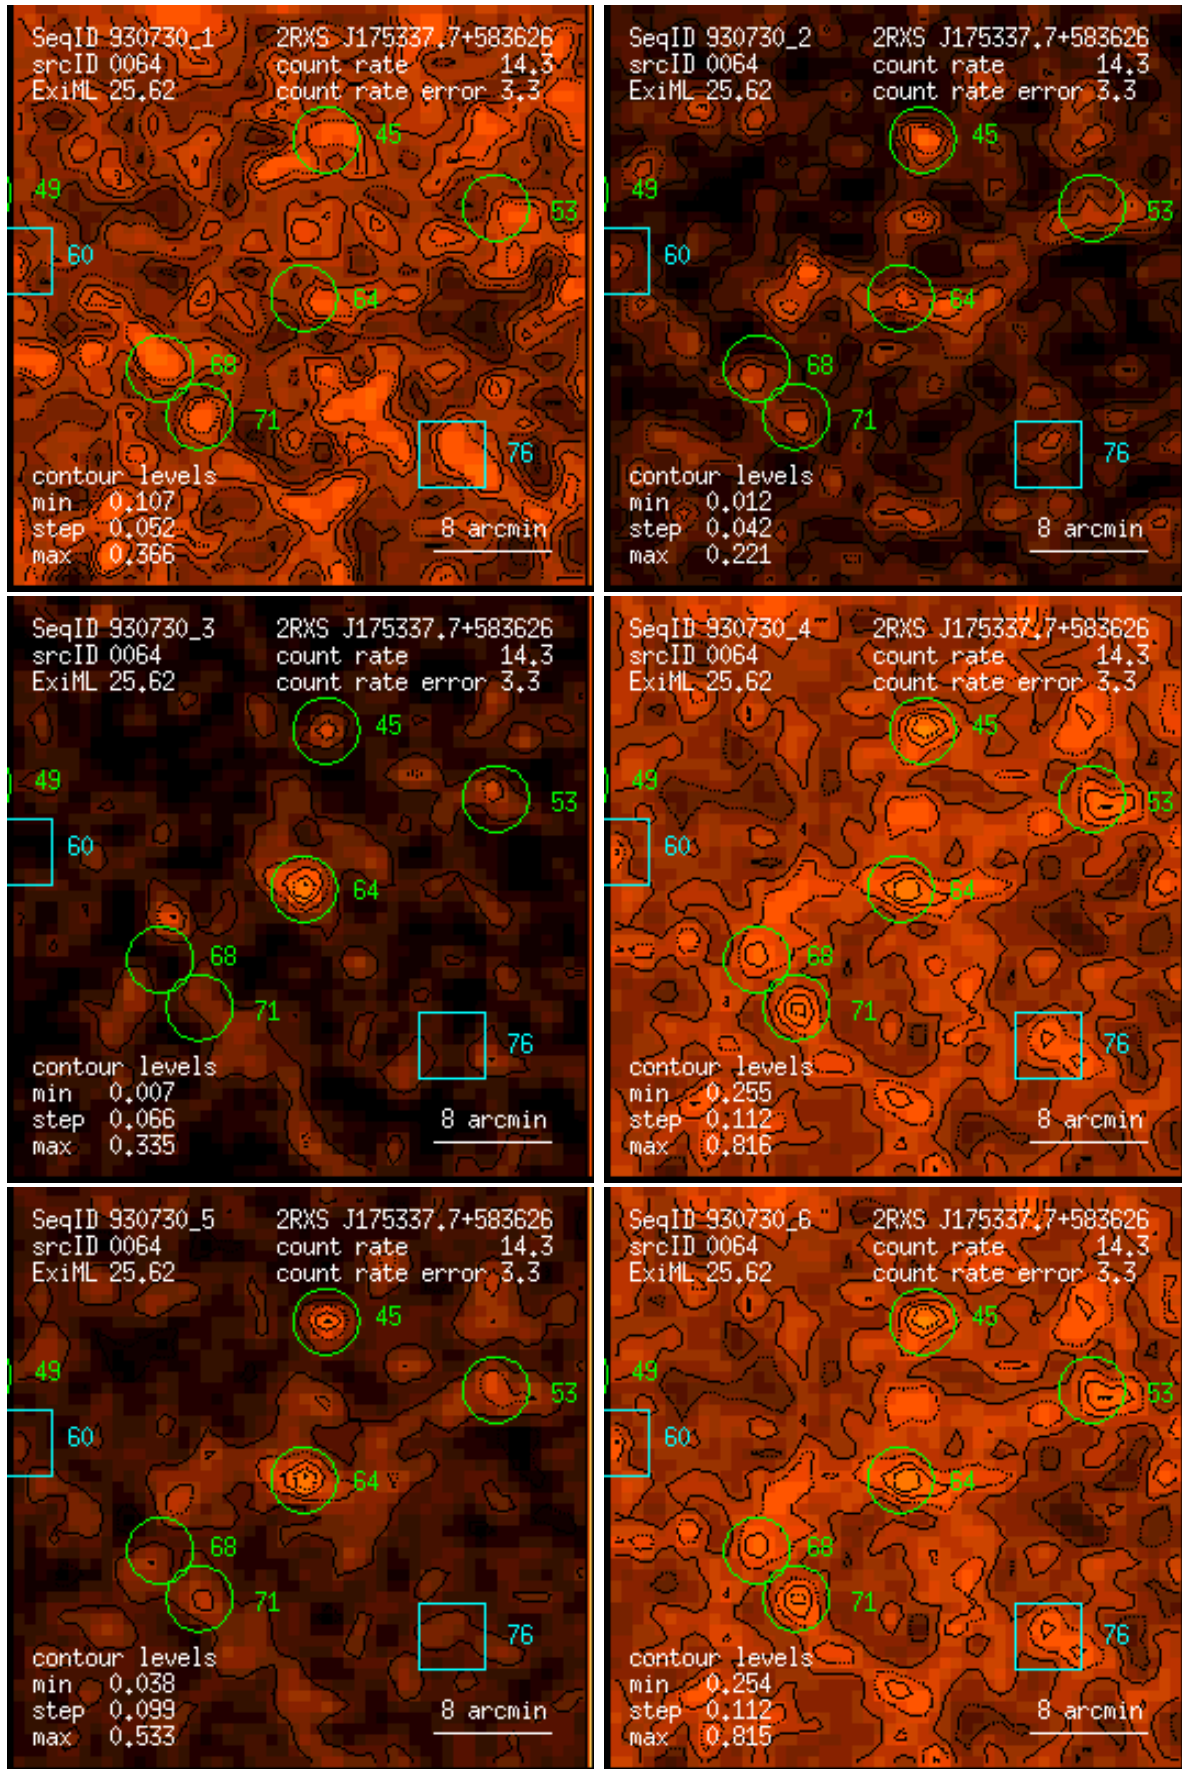 SeqID 930730_1 2RXS J175337.7+583626
srcID 0064 count rate 14.3
ExiML 25.62 count rate error 3.3
45
49
53
60
64
68
71
76
contour levels
min 0.107
step 0.052
max 0.366
8 arcmin
SeqID 930730_2 2RXS J175337.7+583626
srcID 0064 count rate 14.3
ExiML 25.62 count rate error 3.3
45
49
53
60
64
68
71
76
contour levels
min 0.012
step 0.042
max 0.221
8 arcmin
SeqID 930730_3 2RXS J175337.7+583626
srcID 0064 count rate 14.3
ExiML 25.62 count rate error 3.3
45
49
53
60
64
68
71
76
contour levels
min 0.007
step 0.066
max 0.335
8 arcmin
SeqID 930730_4 2RXS J175337.7+583626
srcID 0064 count rate 14.3
ExiML 25.62 count rate error 3.3
45
49
53
60
64
68
71
76
contour levels
min 0.255
step 0.112
max 0.816
8 arcmin
SeqID 930730_5 2RXS J175337.7+583626
srcID 0064 count rate 14.3
ExiML 25.62 count rate error 3.3
45
49
53
60
64
68
71
76
contour levels
min 0.038
step 0.099
max 0.533
8 arcmin
SeqID 930730_6 2RXS J175337.7+583626
srcID 0064 count rate 14.3
ExiML 25.62 count rate error 3.3
45
49
53
60
64
68
71
76
contour levels
min 0.254
step 0.112
max 0.815
8 arcmin